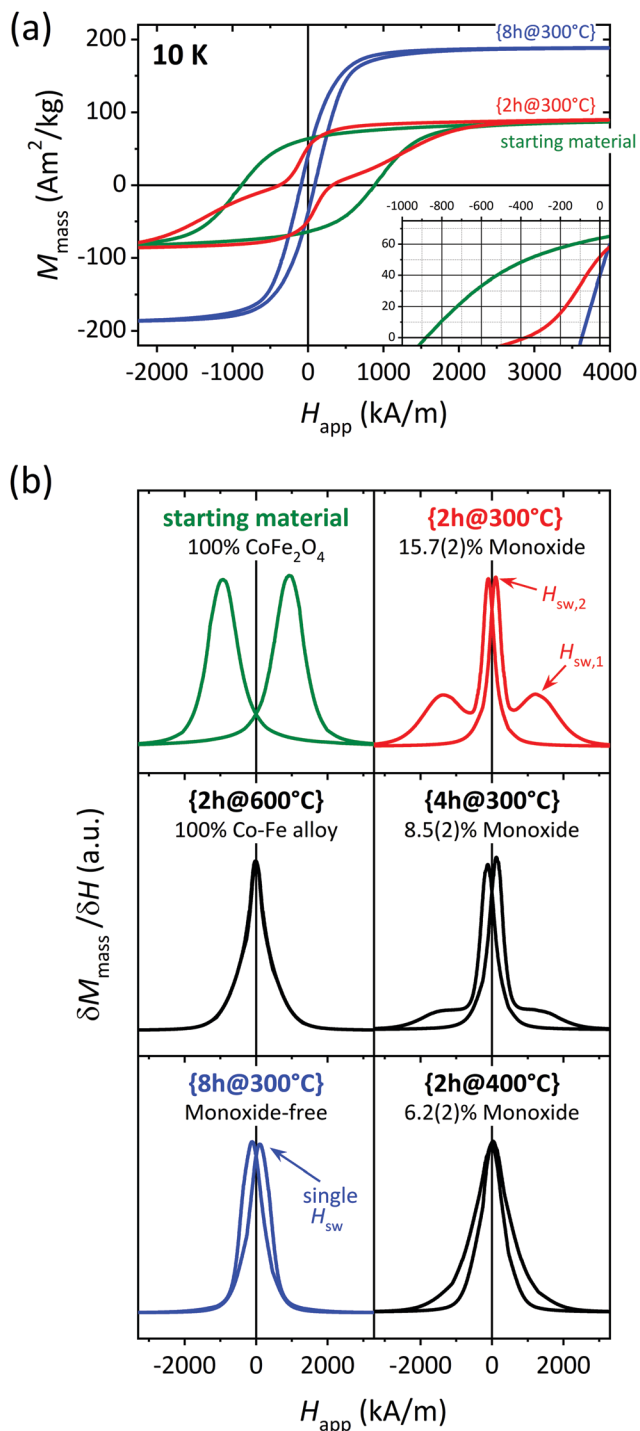 (a)
10 K
{8h@300°C}
{2h@300°C}
starting material
200
100
0
-100
-200
M_mass (Am²/kg)
-1000 -800 -600 -400 -200 0
60
40
20
0
-2000 -1000 0 1000 2000 3000 4000
H_app (kA/m)
(b)
starting material
100% CoFe₂O₄
{2h@300°C}
15.7(2)% Monoxide
H_sw,2
H_sw,1
{2h@600°C}
100% Co-Fe alloy
{4h@300°C}
8.5(2)% Monoxide
δM_mass/δH (a.u.)
{8h@300°C}
Monoxide-free
single
H_sw
{2h@400°C}
6.2(2)% Monoxide
-2000 0 2000 -2000 0 2000
H_app (kA/m)